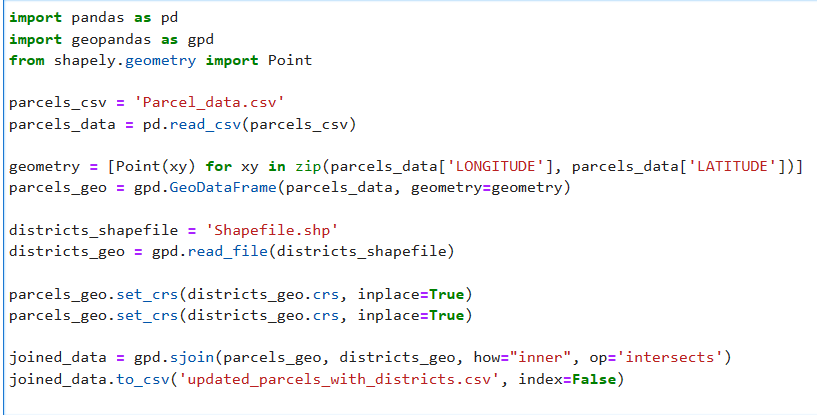 import pandas as pd
import geopandas as gpd
from shapely.geometry import Point
parcels_csv = 'Parcel_data.csv'
parcels_data = pd.read_csv(parcels_csv)
geometry = [Point(xy) for xy in zip(parcels_data['LONGITUDE'], parcels_data['LATITUDE'])]
parcels_geo = gpd.GeoDataFrame(parcels_data, geometry=geometry)
districts_shapefile = 'Shapefile.shp'
districts_geo = gpd.read_file(districts_shapefile)
parcels_geo.set_crs(districts_geo.crs, inplace=True)
parcels_geo.set_crs(districts_geo.crs, inplace=True)
joined_data = gpd.sjoin(parcels_geo, districts_geo, how="inner", op='intersects')
joined_data.to_csv('updated_parcels_with_districts.csv', index=False)